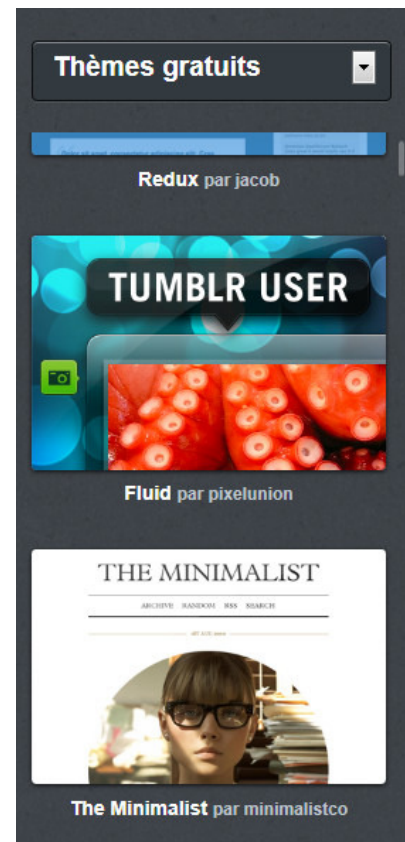 Thèmes gratuits
Redux par jacob
TUMBLR USER
Fluid par pixelunion
THE MINIMALIST
ARCHIVE RANDOM RSS SEARCH
The Minimalist par minimalistco